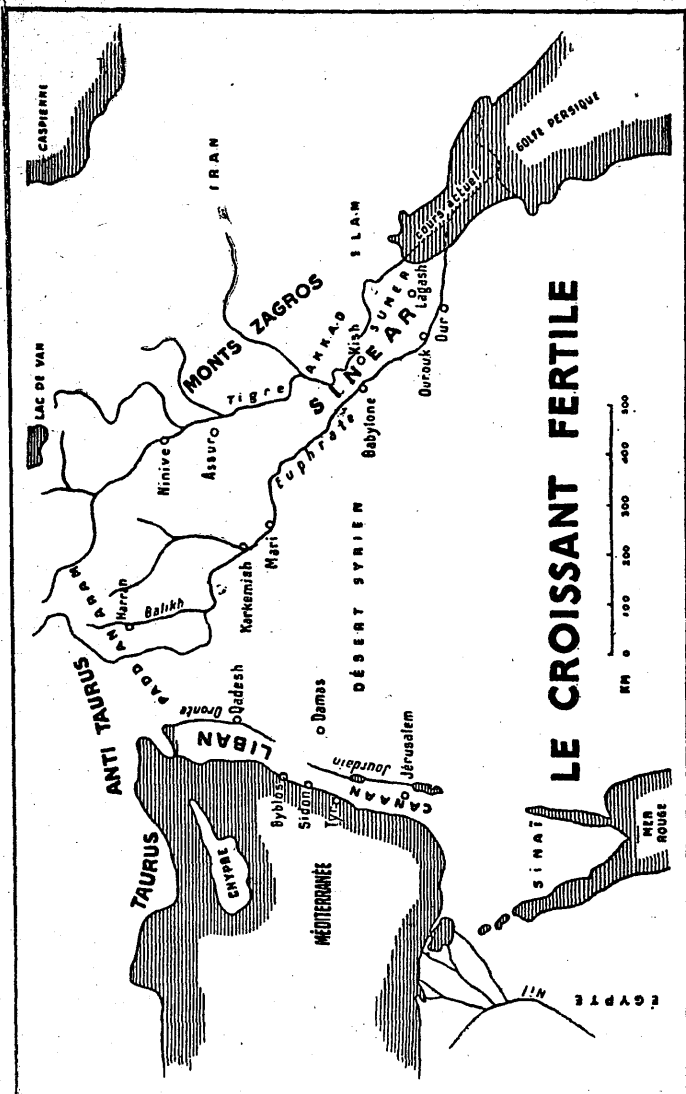 CASPIENNE
LAC DE VAN
IRAN
MONTS ZAGROS
Tigre
Ninive
Assur
ANTI TAURUS
TAURUS
PADDAN ARAM
Harran
Balikh
Karkemish
Mari
Euphrate
AKKAD
SUMER
SINEAR
Kish
Babylone
Lagash
Ourouk
Our
cours actuel
GOLFE PERSIQUE
CHYPRE
MÉDITERRANÉE
LIBAN
Oronte
Qadesh
Damas
Byblos
Sidon
Tyr
DÉSERT SYRIEN
Jourdain
CANAAN
Jérusalem
SINAÏ
MER
ROUGE
Nil
EGYPTE
LE CROISSANT FERTILE
KM 0 100 200 300 400 500